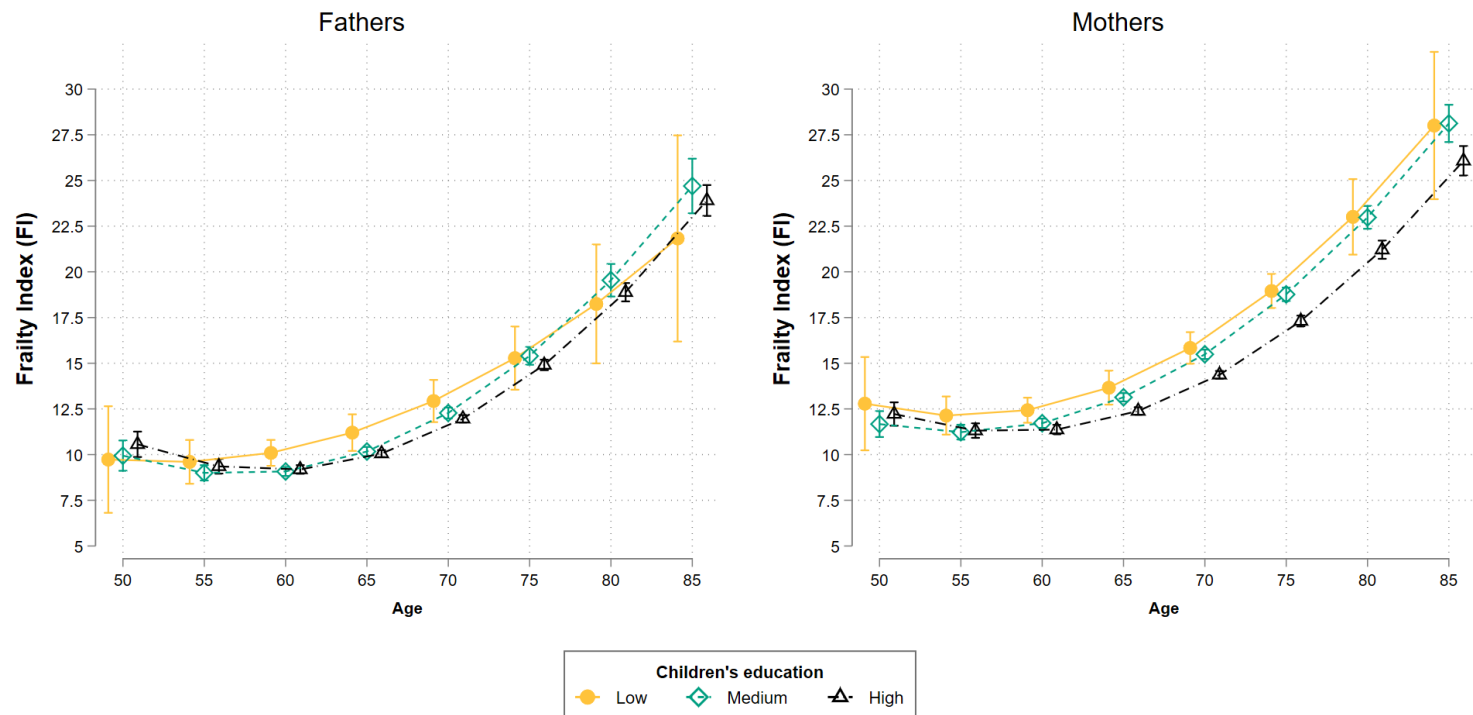 Fathers
Mothers
Frailty Index (FI)
30
27.5
25
22.5
20
17.5
15
12.5
10
7.5
5
50 55 60 65 70 75 80 85
Age
Frailty Index (FI)
30
27.5
25
22.5
20
17.5
15
12.5
10
7.5
5
50 55 60 65 70 75 80 85
Age
Children's education
Low Medium High